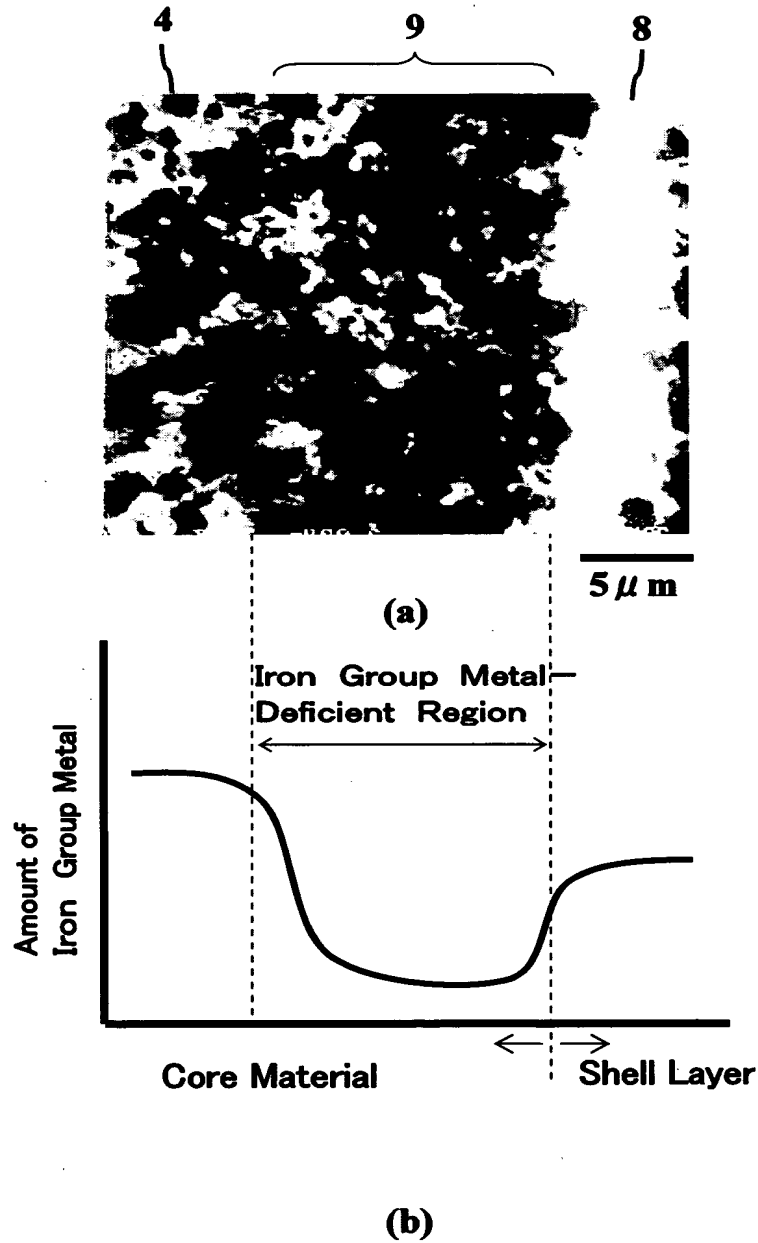 4 9 8
5 μ m
(a)
Iron Group Metal
Deficient Region
Amount of
Iron Group Metal
Core Material Shell Layer
(b)